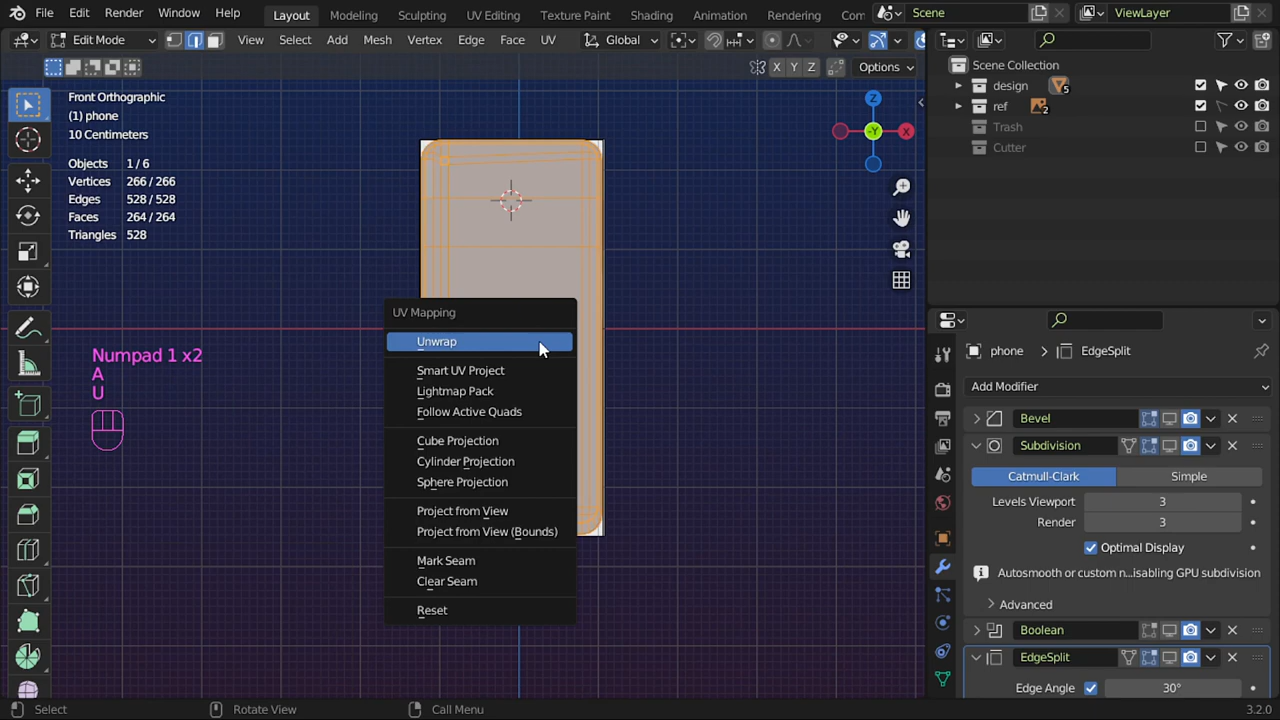 File Edit Render Window Help Layout Modeling Sculpting UV Editing Texture Paint Shading Animation Rendering Com Scene ViewLayer
Edit Mode View Select Add Mesh Vertex Edge Face UV Global
Options
Front Orthographic
(1) phone
10 Centimeters
Objects 1 / 6
Vertices 266 / 266
Edges 528 / 528
Faces 264 / 264
Triangles 528
Numpad 1 x2
A
U
UV Mapping
Unwrap
Smart UV Project
Lightmap Pack
Follow Active Quads
Cube Projection
Cylinder Projection
Sphere Projection
Project from View
Project from View (Bounds)
Mark Seam
Clear Seam
Reset
Z
X
-Y
X Y Z
Scene Collection
design 5
ref 2
Trash
Cutter
phone EdgeSplit
Add Modifier
Bevel
Subdivision
Catmull-Clark Simple
Levels Viewport 3
Render 3
Optimal Display
Autosmooth or custom n...isabling GPU subdivision
Advanced
Boolean
EdgeSplit
Edge Angle 30°
Select Rotate View Call Menu 3.2.0